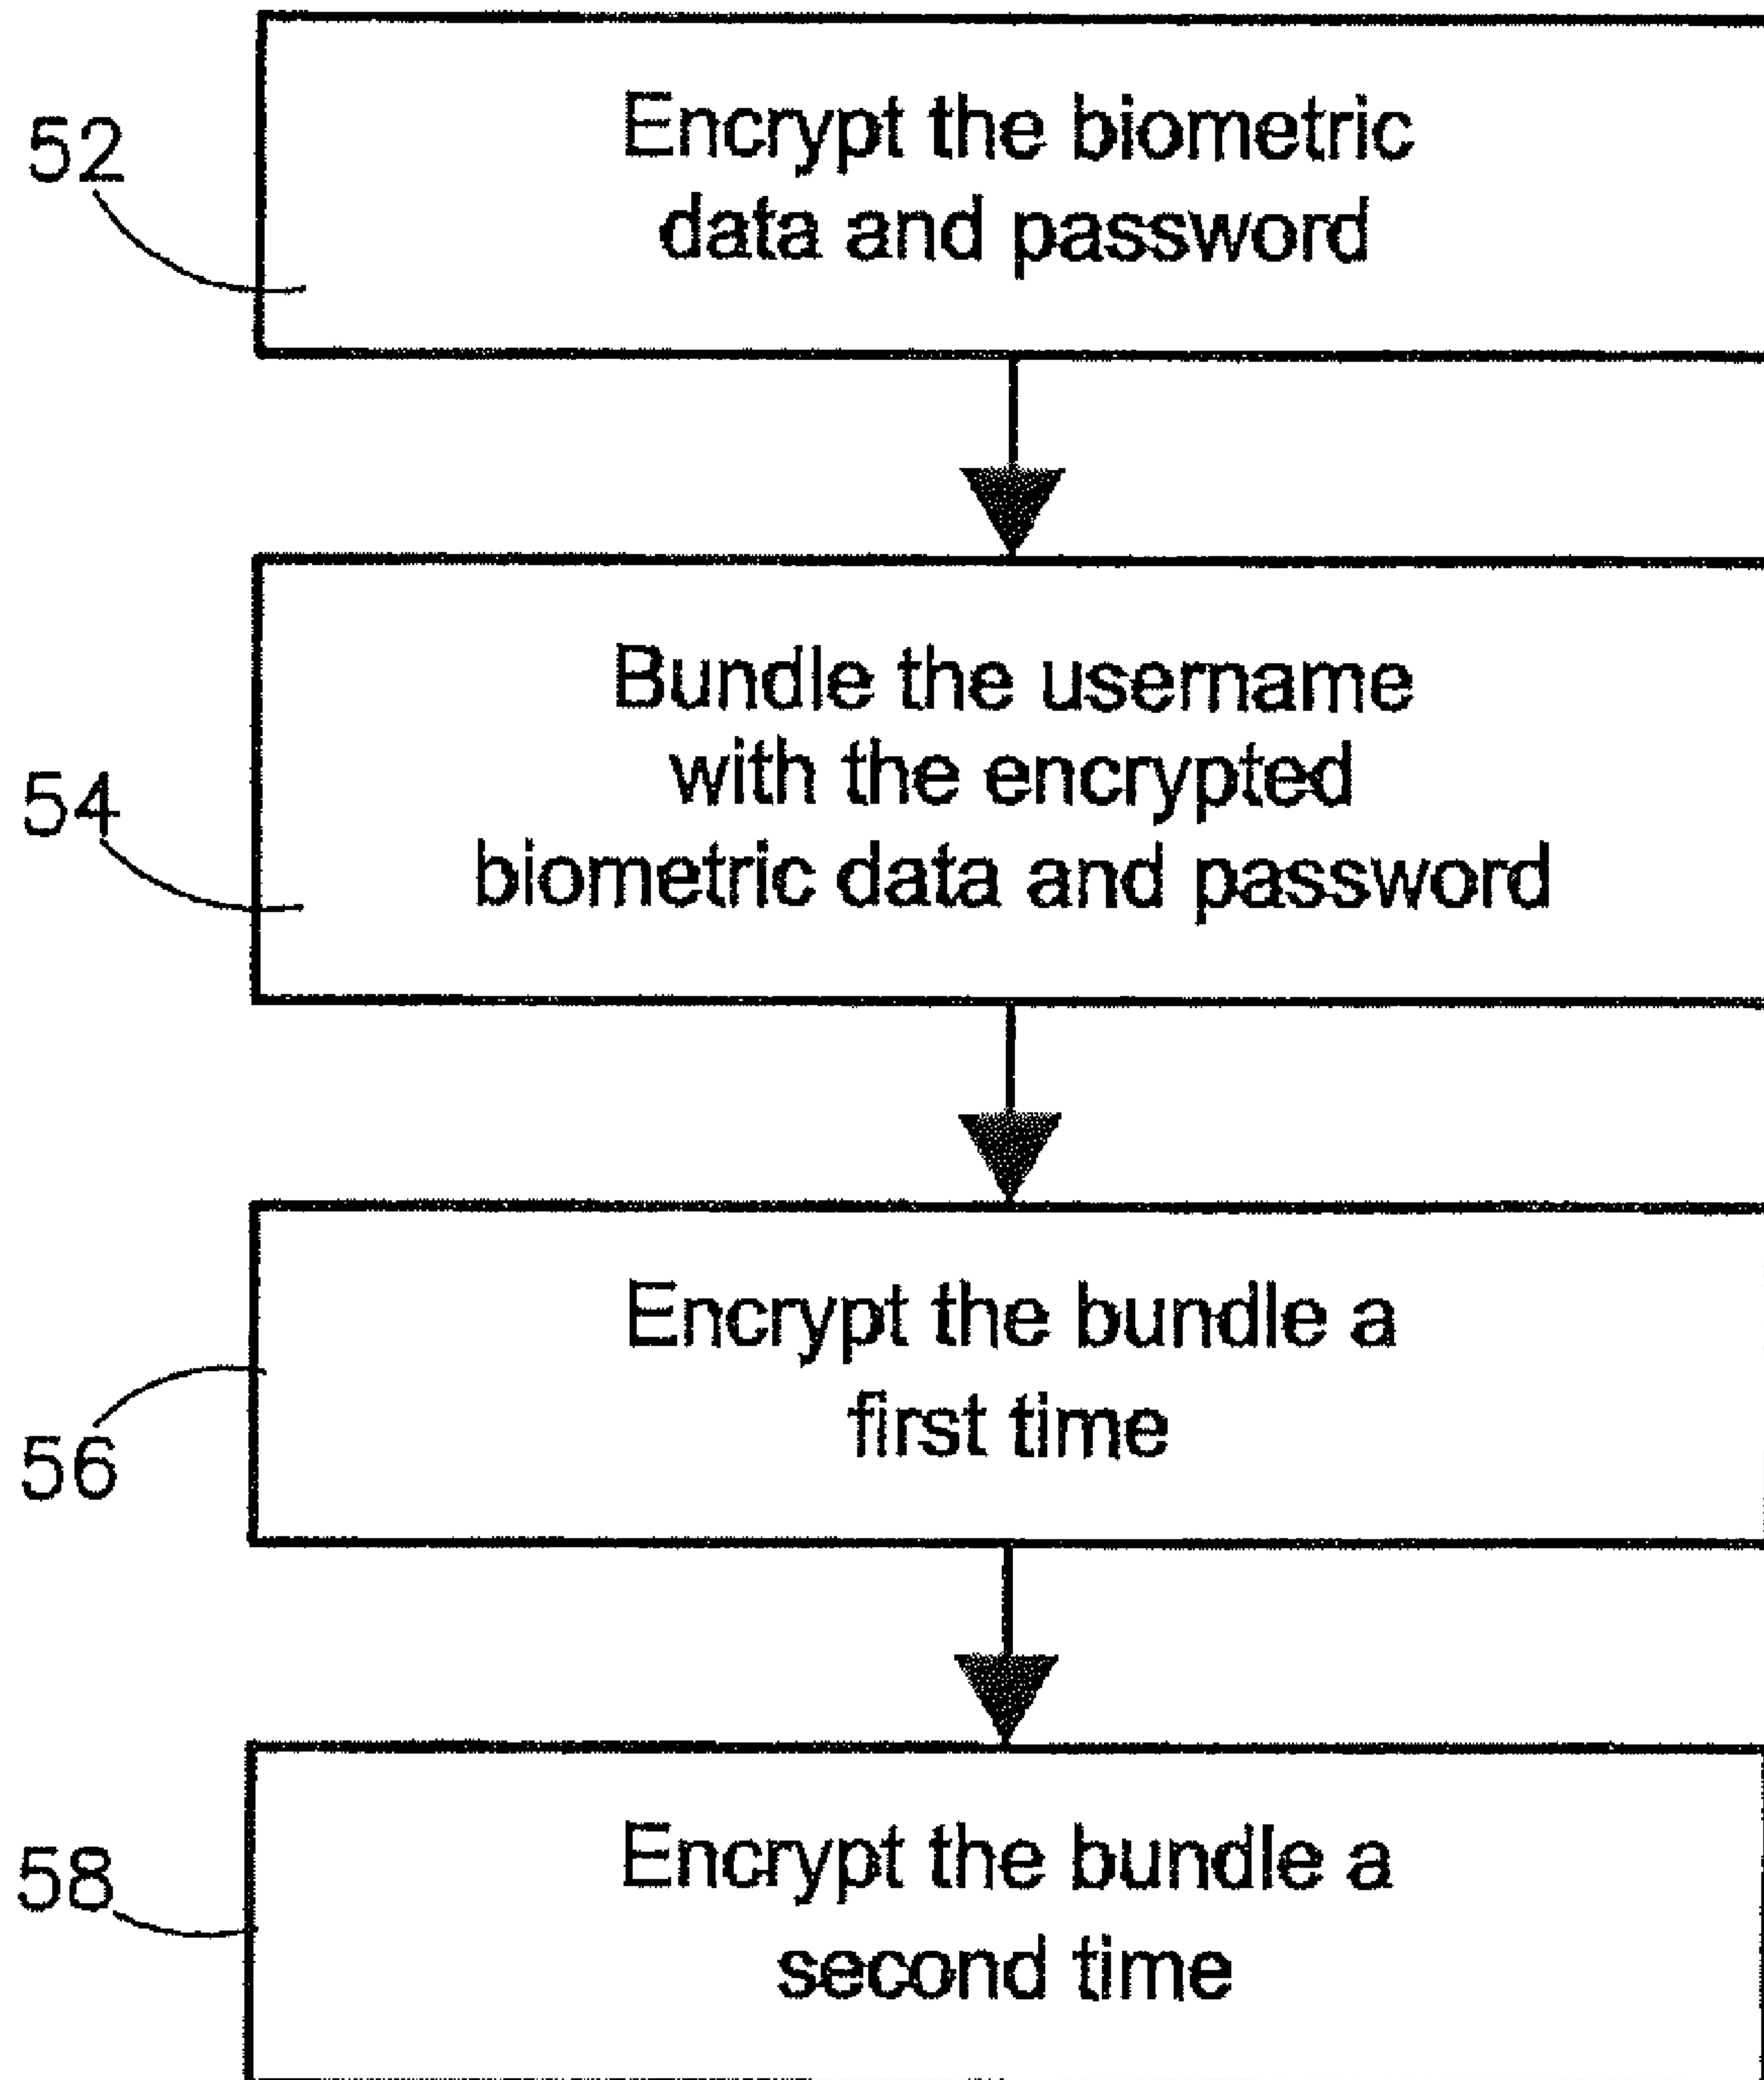 52
Encrypt the biometric
data and password
54
Bundle the username
with the encrypted
biometric data and password
56
Encrypt the bundle a
first time
58
Encrypt the bundle a
second time